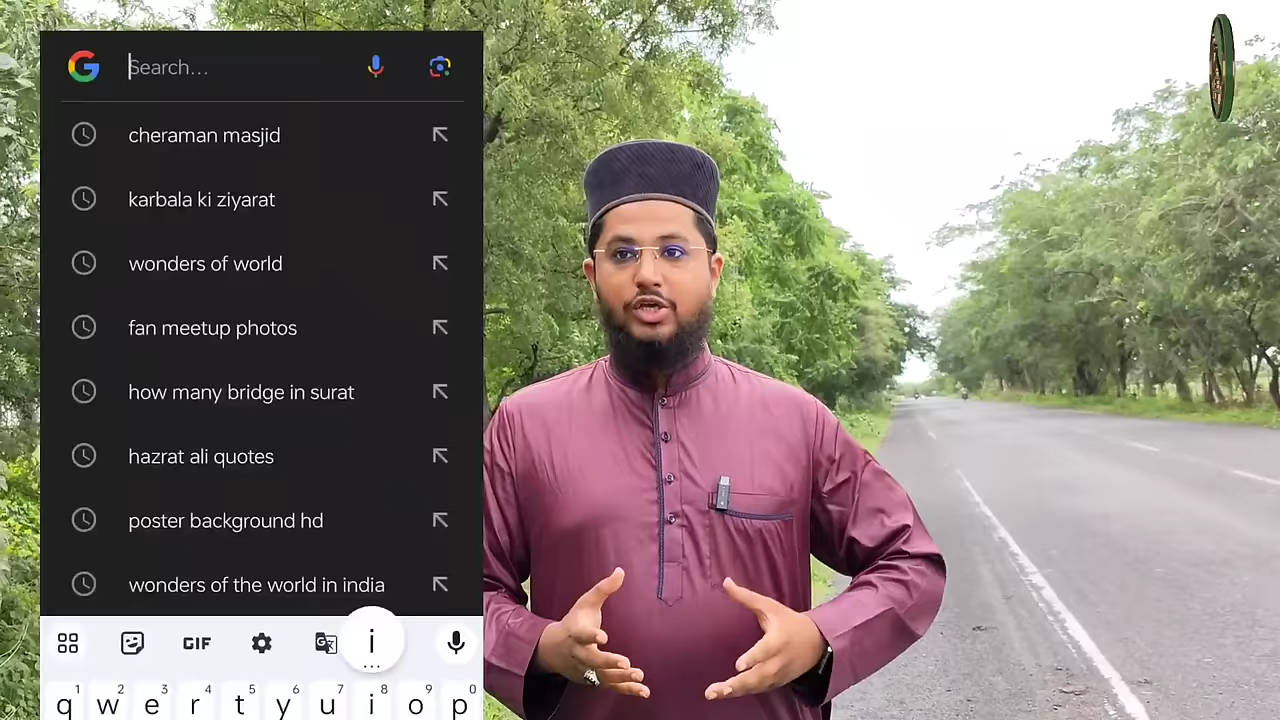 Search...
cheraman masjid
karbala ki ziyarat
wonders of world
fan meetup photos
how many bridge in surat
hazrat ali quotes
poster background hd
wonders of the world in india
GIF
i
...
1 2 3 4 5 6 7 8 9 0
q w e r t y u i o p